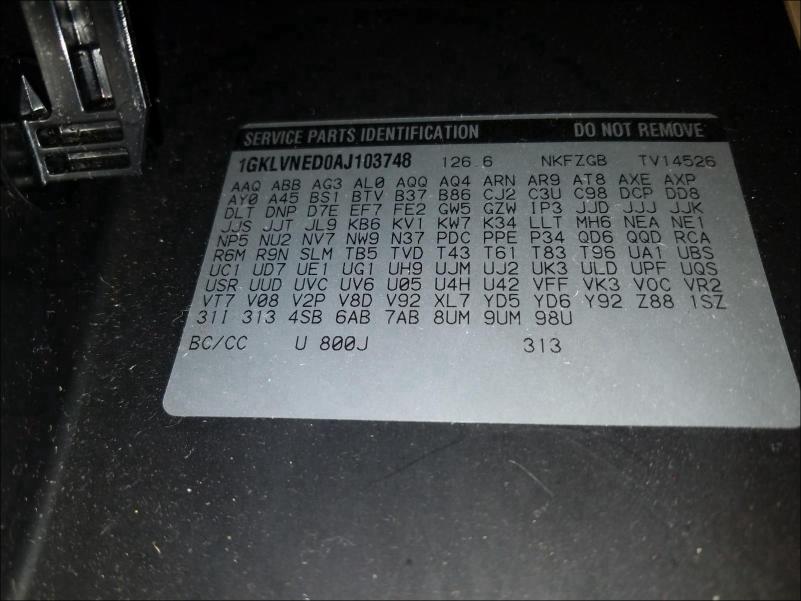 SERVICE PARTS IDENTIFICATION DO NOT REMOVE
1GKLVNED0AJ103748 126 6 NKFZGB TV14526
AAQ ABB AG3 AL0 AQQ AQ4 ARN AR9 AT8 AXE AXP
AY0 A45 BS1 BTV B37 B86 CJ2 C3U C98 DCP DD8
DLT DNP D7E EF7 FE2 GW5 GZW IP3 JJD JJJ JJK
JJS JJT JL9 KB6 KV1 KW7 K34 LLT MH6 NEA NE1
NP5 NU2 NV7 NW9 N37 PDC PPE P34 QD6 QQD RCA
R6M R9N SLM TB5 TVD T43 T61 T83 T96 UA1 UBS
UC1 UD7 UE1 UG1 UH9 UJM UJ2 UK3 ULD UPF UQS
USR UUD UVC UV6 U05 U4H U42 VFF VK3 VOC VR2
VT7 V08 V2P V8D V92 XL7 YD5 YD6 Y92 Z88 1SZ
31I 313 4SB 6AB 7AB 8UM 9UM 98U
BC/CC U 800J 313